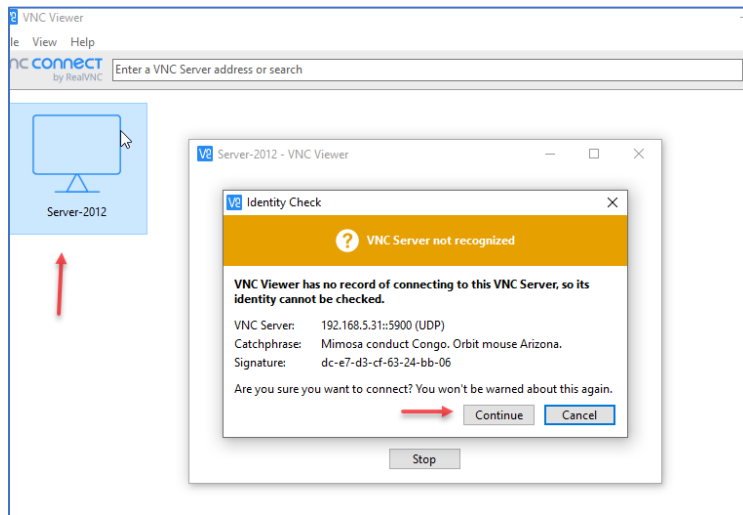 VNC Viewer
le View Help
nc connect
by RealVNC
Enter a VNC Server address or search
Server-2012
Server-2012 - VNC Viewer
Identity Check
VNC Server not recognized
VNC Viewer has no record of connecting to this VNC Server, so its
identity cannot be checked.
VNC Server: 192.168.5.31::5900 (UDP)
Catchphrase: Mimosa conduct Congo. Orbit mouse Arizona.
Signature: dc-e7-d3-cf-63-24-bb-06
Are you sure you want to connect? You won't be warned about this again.
Continue Cancel
Stop